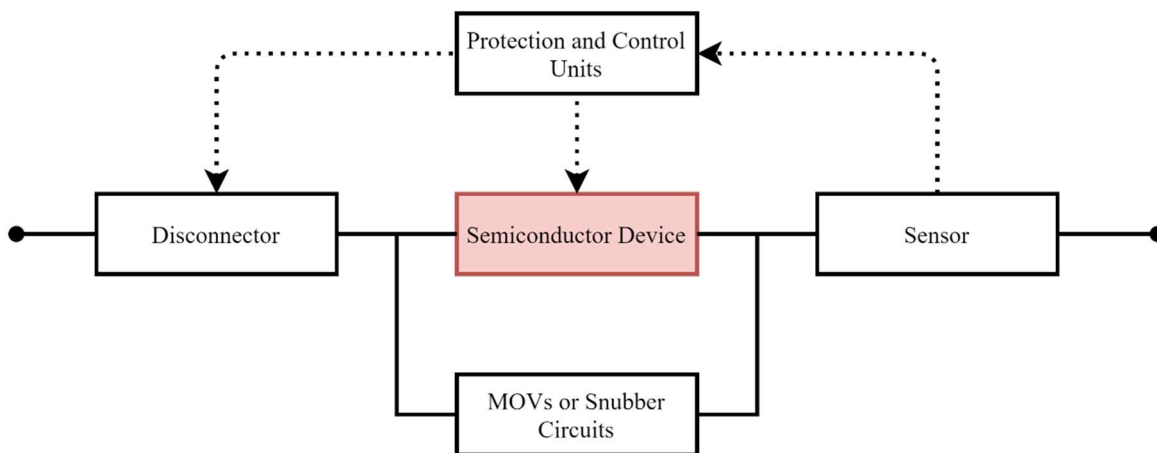 Protection and Control
Units
Disconnector
Semiconductor Device
Sensor
MOVs or Snubber
Circuits